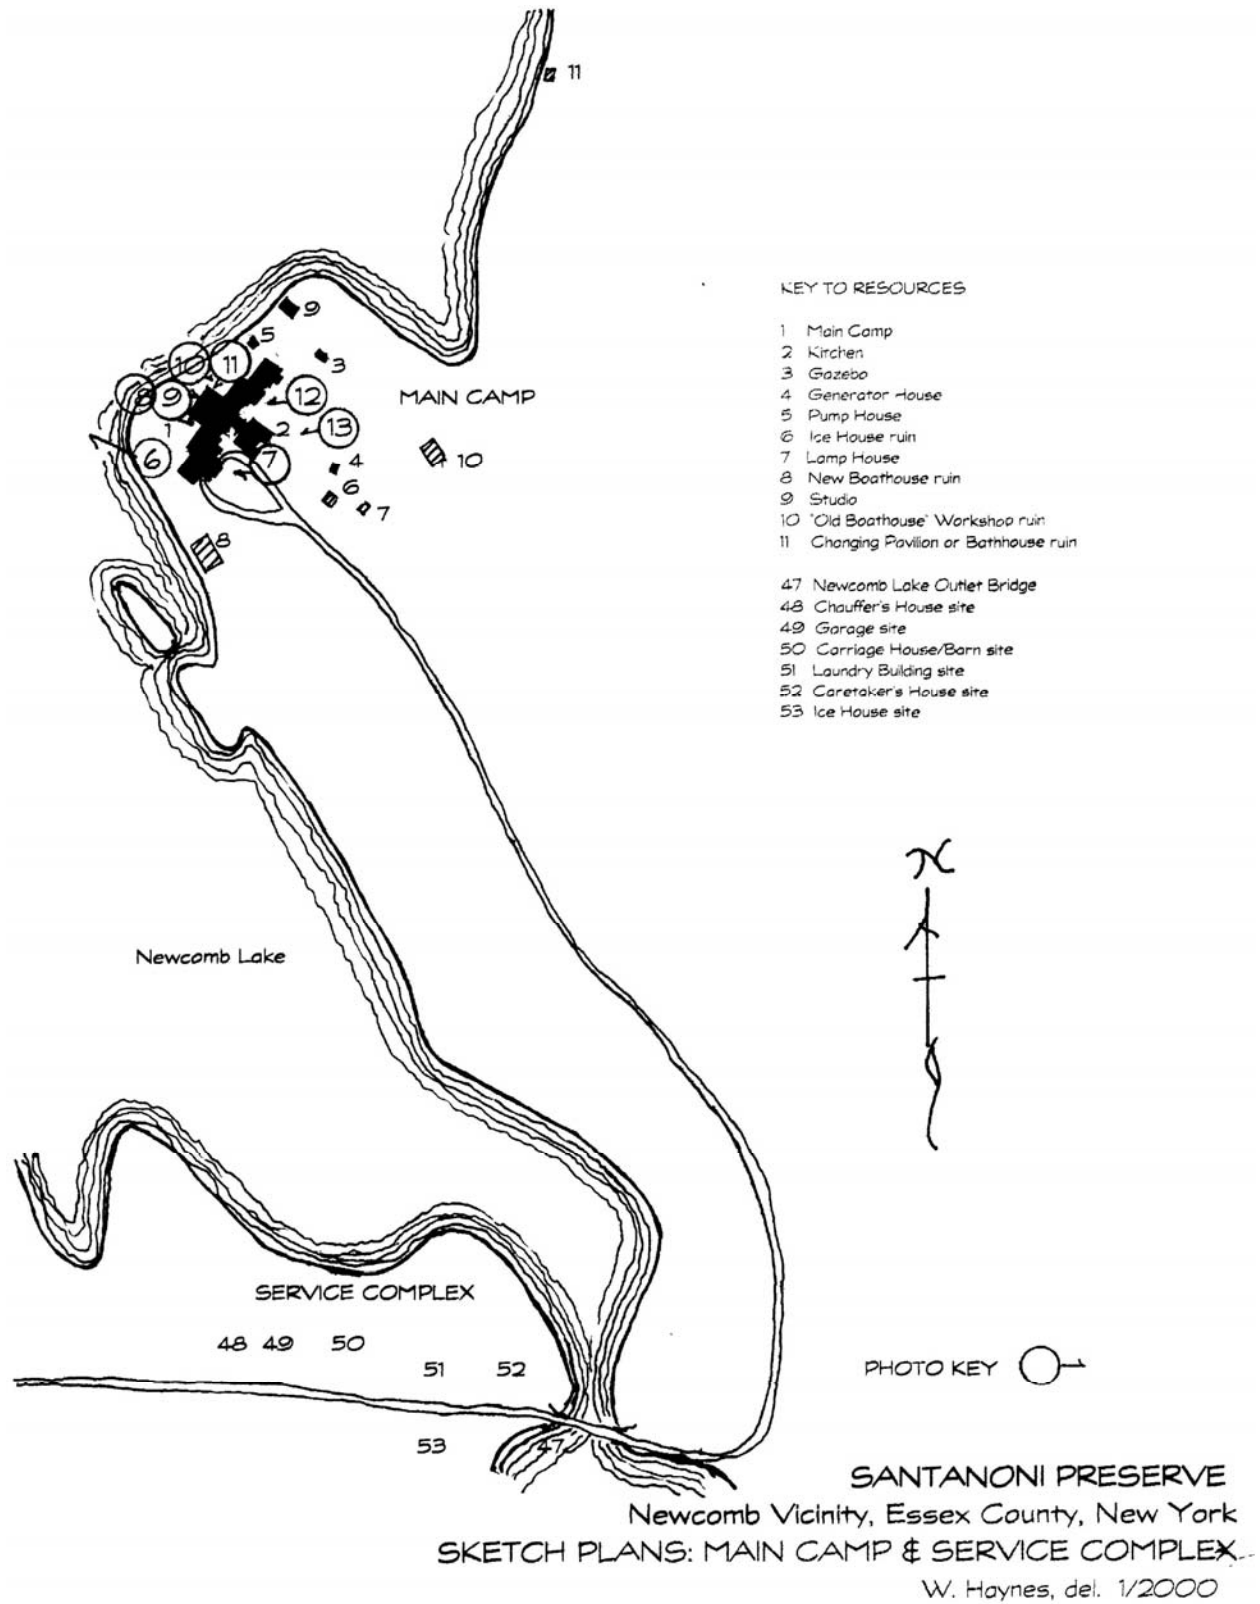 11
KEY TO RESOURCES
9
1 Main Camp
5
2 Kitchen
10 11
3
3 Gazebo
8 9
12
MAIN CAMP
4 Generator House
1
2
13
5 Pump House
6
7
4
10
6 Ice House ruin
6
7
7 Lamp House
8
8 New Boathouse ruin
9 Studio
10 "Old Boathouse" Workshop ruin
11 Changing Pavilion or Bathhouse ruin
47 Newcomb Lake Outlet Bridge
48 Chauffer's House site
49 Garage site
50 Carriage House/Barn site
51 Laundry Building site
52 Caretaker's House site
53 Ice House site
N
Newcomb Lake
SERVICE COMPLEX
48 49 50
51 52
53
47
PHOTO KEY
SANTANONI PRESERVE
Newcomb Vicinity, Essex County, New York
SKETCH PLANS: MAIN CAMP & SERVICE COMPLEX
W. Haynes, del. 1/2000